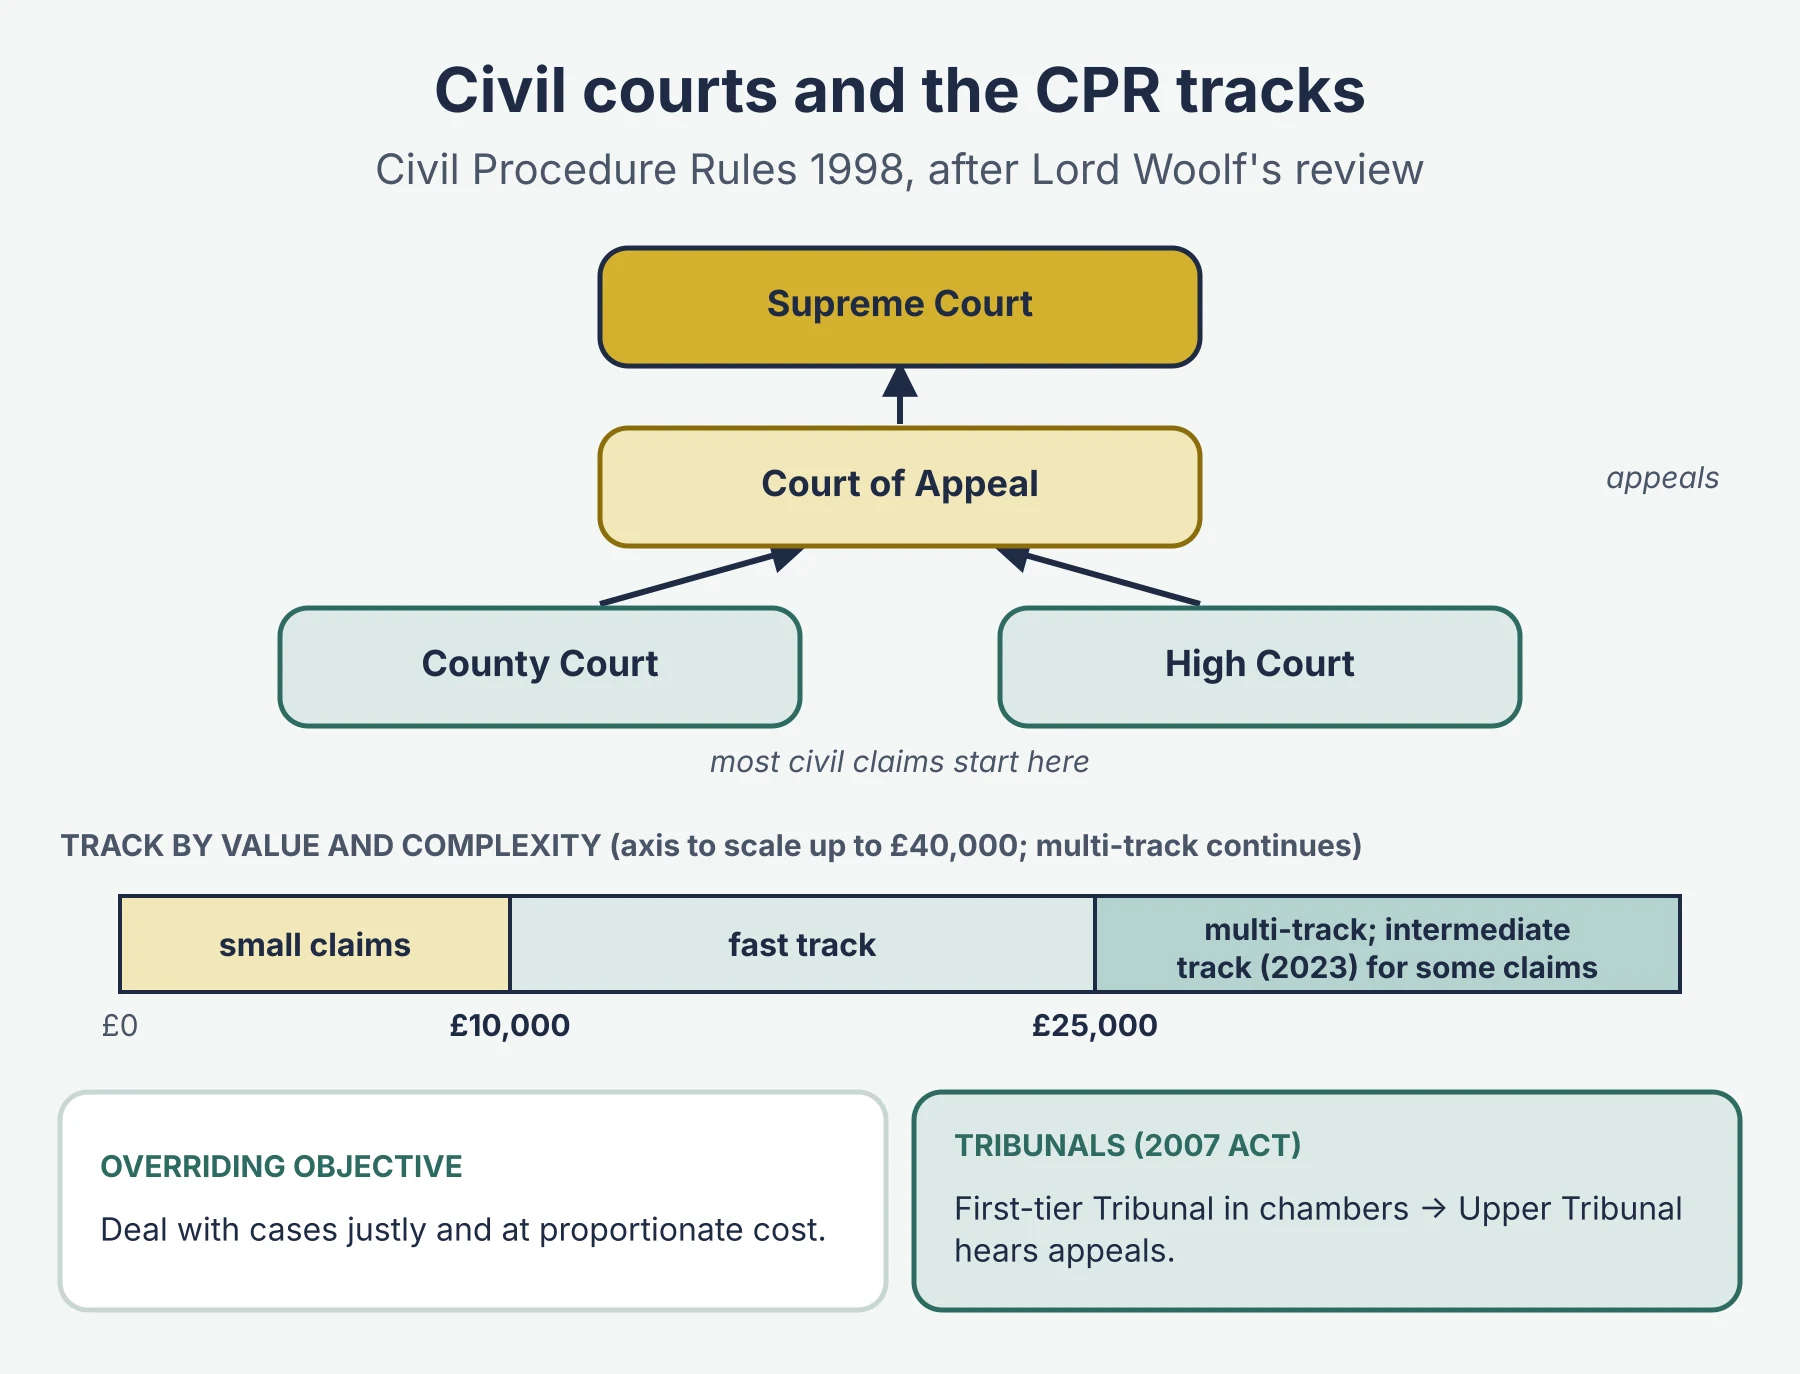 Civil courts and the CPR tracks
Civil Procedure Rules 1998, after Lord Woolf's review
Supreme Court
Court of Appeal
appeals
County Court
High Court
most civil claims start here
TRACK BY VALUE AND COMPLEXITY (axis to scale up to £40,000; multi-track continues)
small claims
fast track
multi-track; intermediate
track (2023) for some claims
£0
£10,000
£25,000
OVERRIDING OBJECTIVE
Deal with cases justly and at proportionate cost.
TRIBUNALS (2007 ACT)
First-tier Tribunal in chambers → Upper Tribunal
hears appeals.